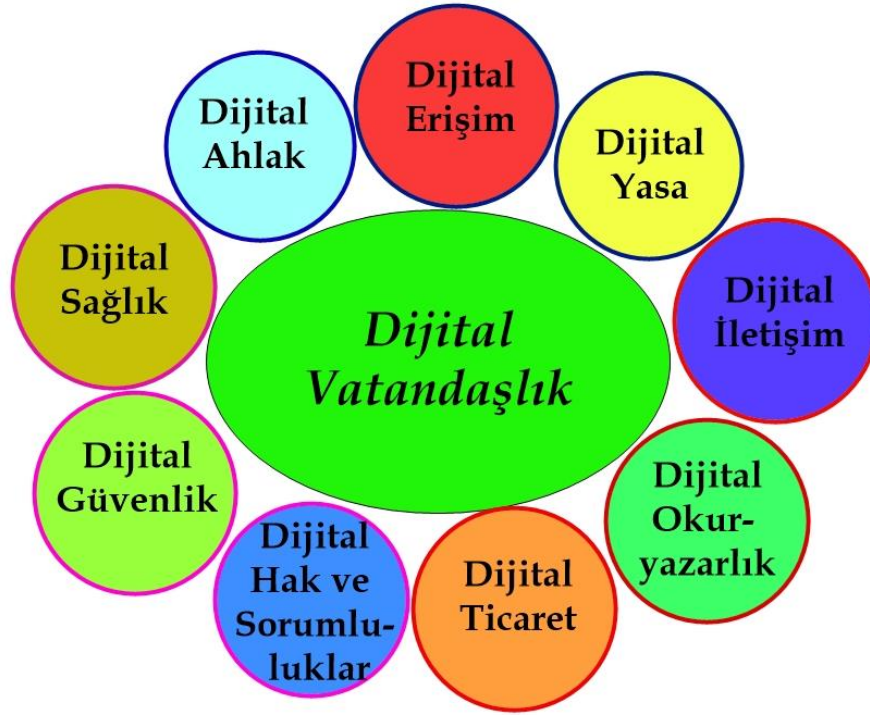 Dijital
Erişim
Dijital
Ahlak
Dijital
Yasa
Dijital
Sağlık
Dijital
İletişim
Dijital
Vatandaşlık
Dijital
Güvenlik
Dijital
Okur-
yazarlık
Dijital
Hak ve
Sorumlu-
luklar
Dijital
Ticaret